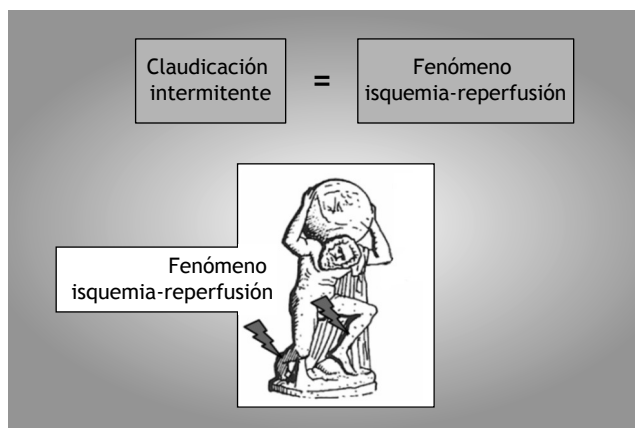 Claudicación
intermitente
=
Fenómeno
isquemia-reperfusión
Fenómeno
isquemia-reperfusión